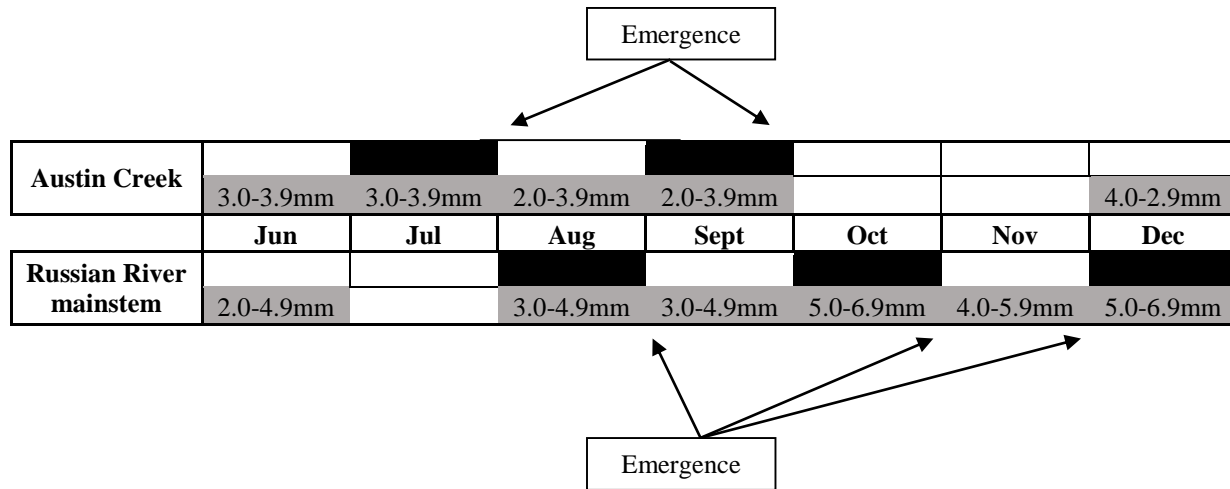 Emergence
Austin Creek
3.0-3.9mm 3.0-3.9mm 2.0-3.9mm 2.0-3.9mm 4.0-2.9mm
Jun Jul Aug Sept Oct Nov Dec
Russian River
mainstem
2.0-4.9mm 3.0-4.9mm 3.0-4.9mm 5.0-6.9mm 4.0-5.9mm 5.0-6.9mm
Emergence